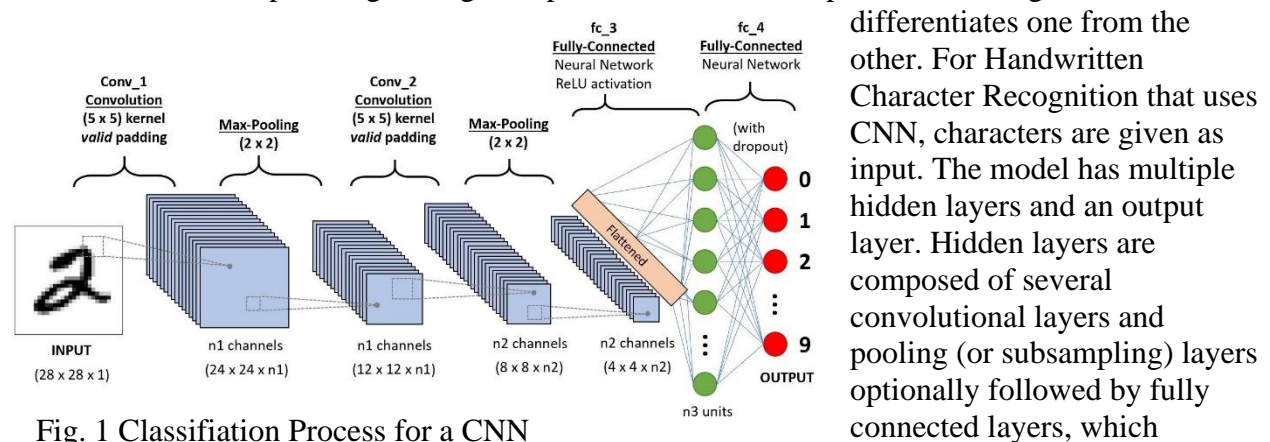 differentiates one from the
other. For Handwritten
Character Recognition that uses
CNN, characters are given as
input. The model has multiple
hidden layers and an output
layer. Hidden layers are
composed of several
convolutional layers and
pooling (or subsampling) layers
optionally followed by fully
connected layers, which
fc_3
Fully-Connected
Neural Network
ReLU activation
fc_4
Fully-Connected
Neural Network
Conv_1
Convolution
(5 x 5) kernel
valid padding
Max-Pooling
(2 x 2)
Conv_2
Convolution
(5 x 5) kernel
valid padding
Max-Pooling
(2 x 2)
(with
dropout)
2
Flattened
0
1
2
9
INPUT
(28 x 28 x 1)
n1 channels
(24 x 24 x n1)
n1 channels
(12 x 12 x n1)
n2 channels
(8 x 8 x n2)
n2 channels
(4 x 4 x n2)
OUTPUT
n3 units
Fig. 1 Classifiation Process for a CNN